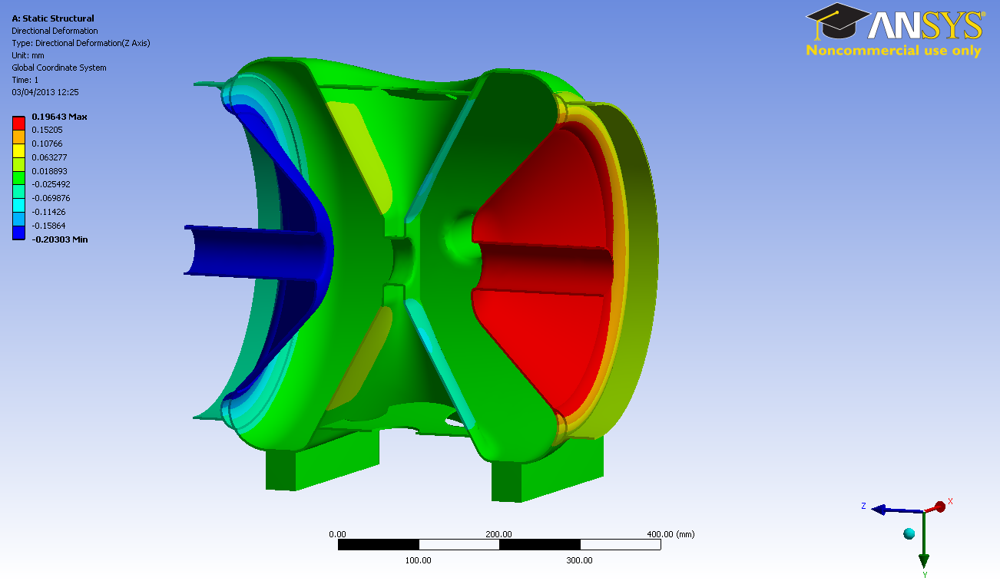 A: Static Structural
Directional Deformation
Type: Directional Deformation(Z Axis)
Unit: mm
Global Coordinate System
Time: 1
03/04/2013 12:25
0.19643 Max
0.15205
0.10766
0.063277
0.018893
-0.025492
-0.069876
-0.11426
-0.15864
-0.20303 Min
ANSYS®
Noncommercial use only
0.00 200.00 400.00 (mm)
100.00 300.00
Z X
Y